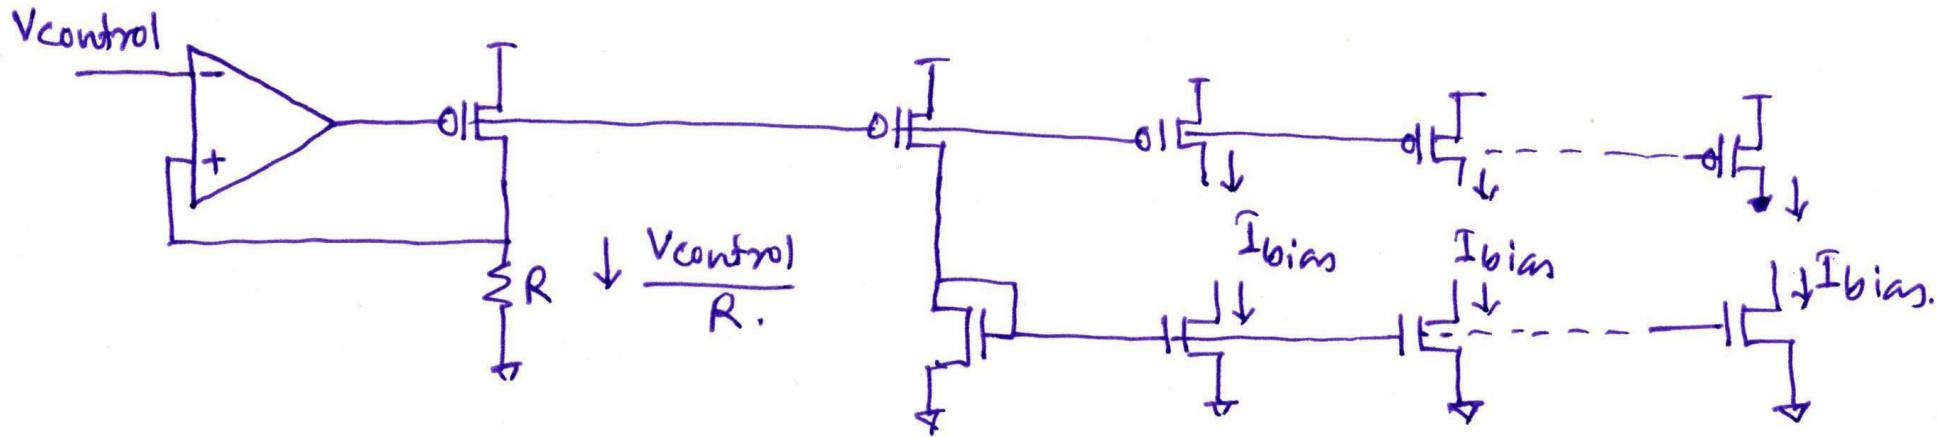 Vcontrol
−
+
R
Vcontrol
R.
Ibias
Ibias
Ibias.